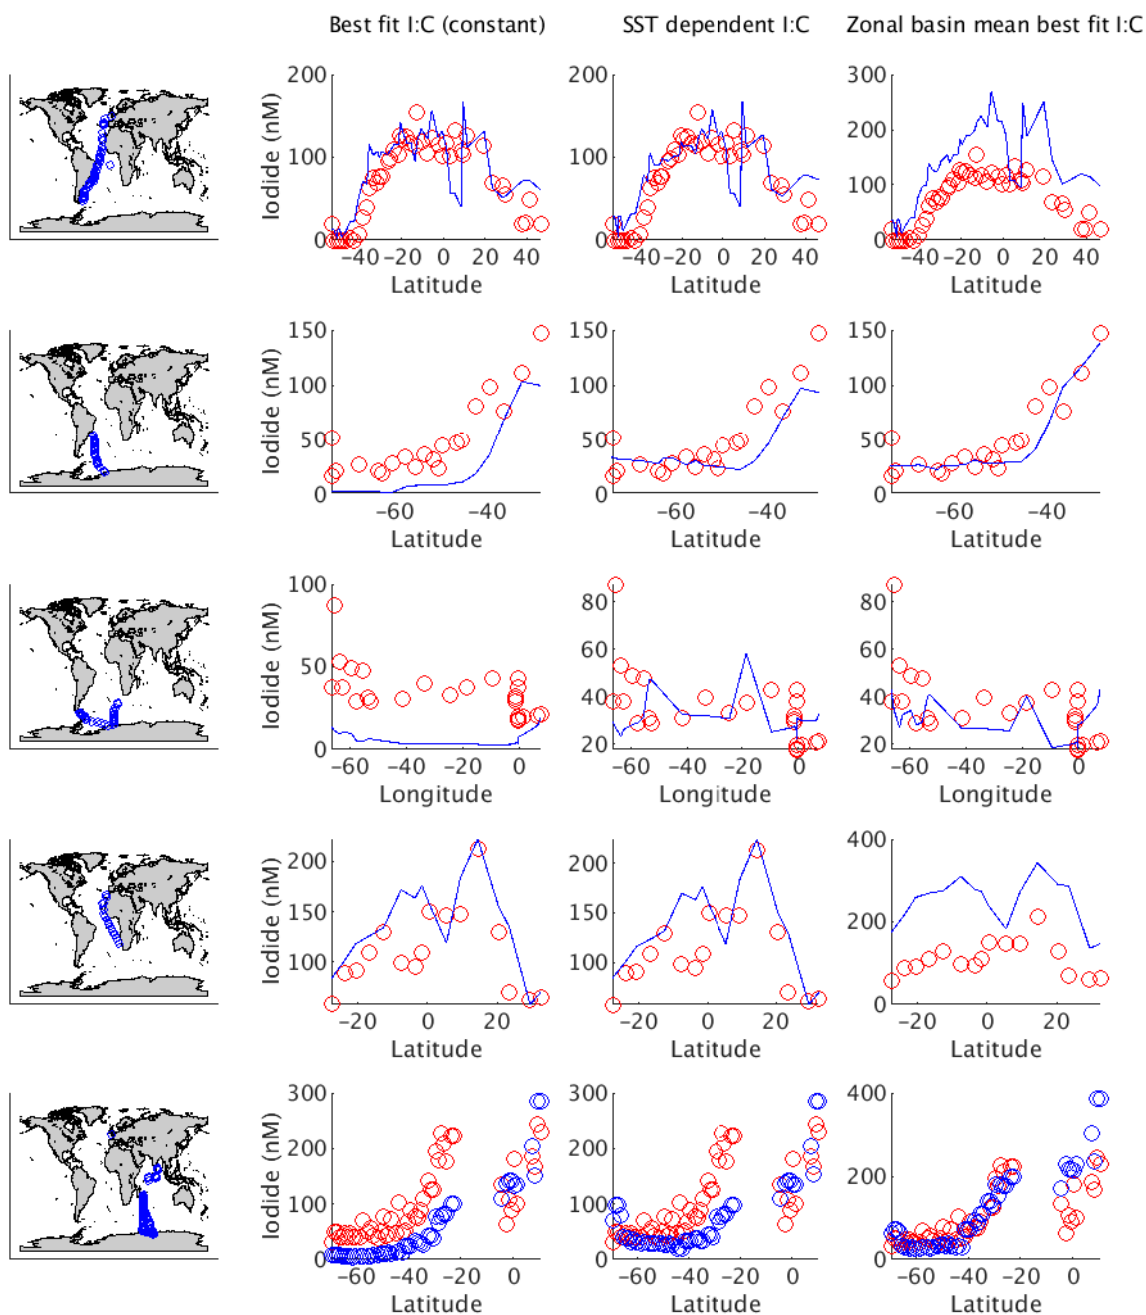 Best fit I:C (constant) SST dependent I:C Zonal basin mean best fit I:C
200 200 300
100 100 200
100
0 0 0
−40 −20 0 20 40 −40 −20 0 20 40 −40 −20 0 20 40
Iodide (nM)
Latitude Latitude Latitude
150 150 150
100 100 100
50 50 50
0 0 0
−60 −40 −60 −40 −60 −40
Iodide (nM) Iodide (nM)
Latitude Latitude Latitude
100 80 80
50 60 60
40 40
0 20 20
−60 −40 −20 0 −60 −40 −20 0 −60 −40 −20 0
Iodide (nM) Iodide (nM)
Longitude Longitude Longitude
200 200 400
150 150 200
100 100 0
−20 0 20 −20 0 20 −20 0 20
Iodide (nM) Iodide (nM)
Latitude Latitude Latitude
300 300 400
200 200 200
100 100
0 0 0
−60 −40 −20 0 −60 −40 −20 0 −60 −40 −20 0
Iodide (nM)
Latitude Latitude Latitude